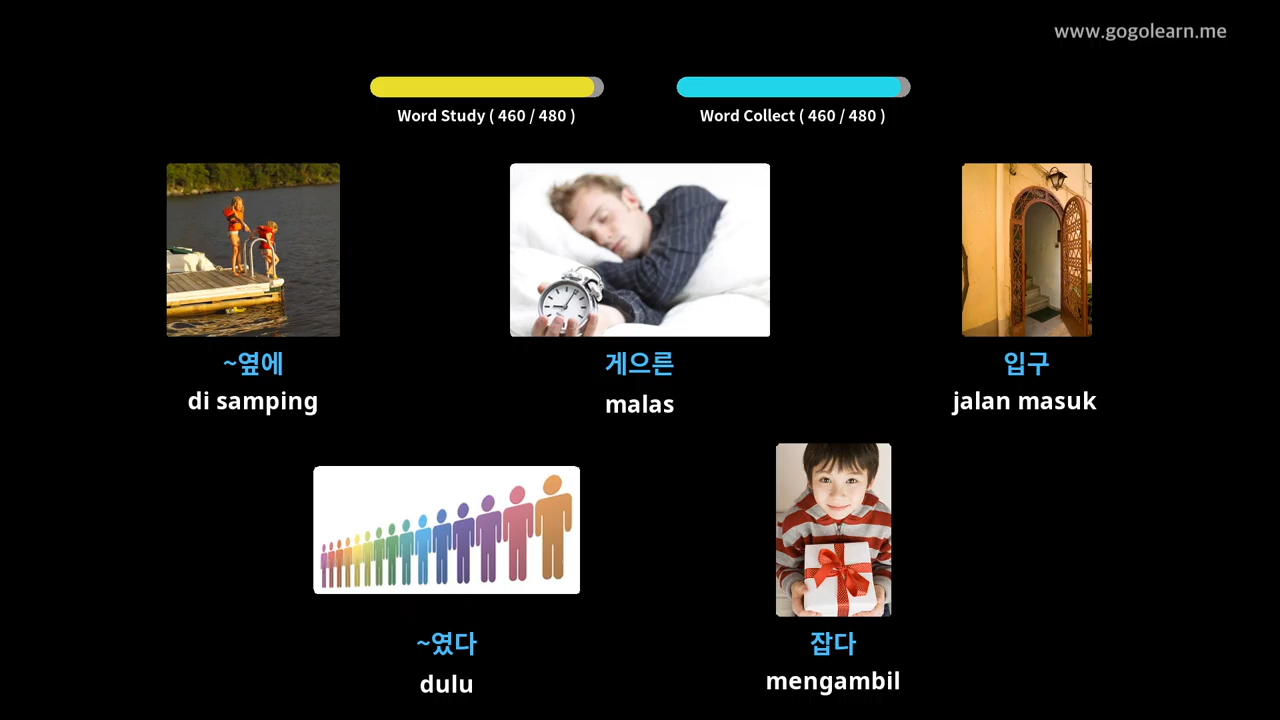 www.gogolearn.me
Word Study ( 460 / 480 )
Word Collect ( 460 / 480 )
~옆에
di samping
게으른
malas
입구
jalan masuk
~였다
dulu
잡다
mengambil